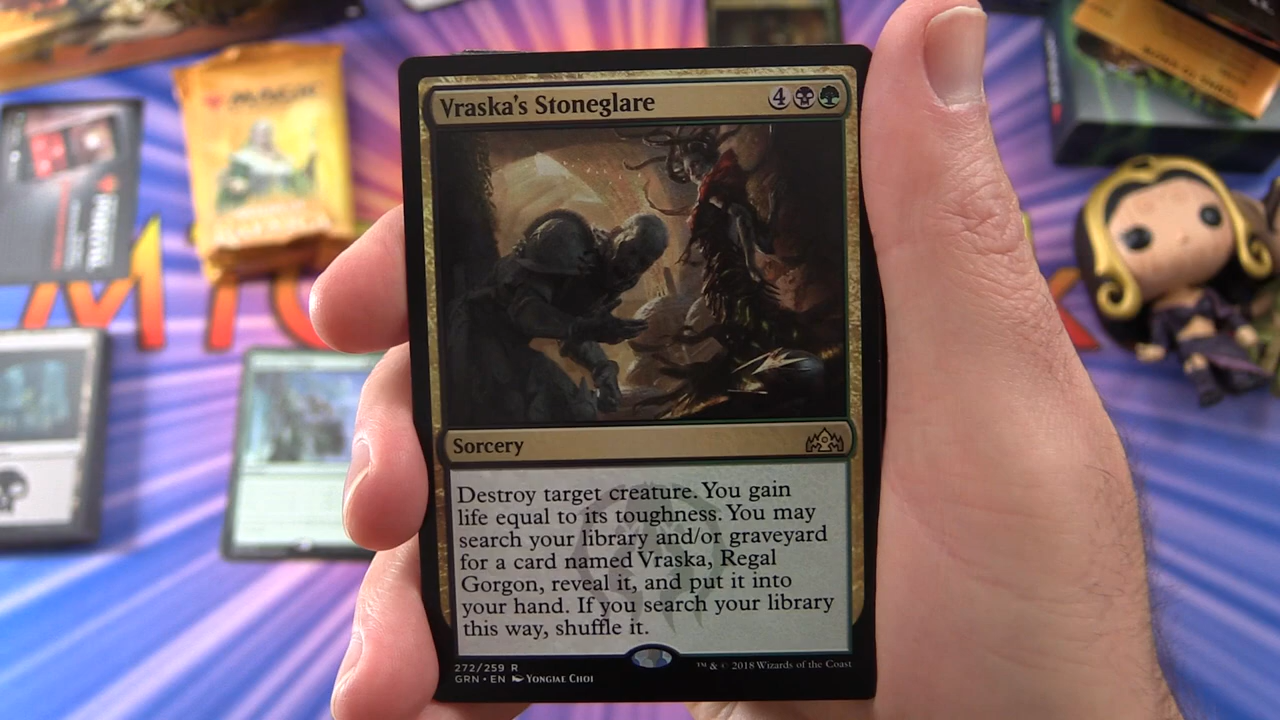 MAGIC
Vraska's Stoneglare
4
Sorcery
Destroy target creature. You gain
life equal to its toughness. You may
search your library and/or graveyard
for a card named Vraska, Regal
Gorgon, reveal it, and put it into
your hand. If you search your library
this way, shuffle it.
272/259 R
GRN • EN Yongjae Choi
™ & © 2018 Wizards of the Coast